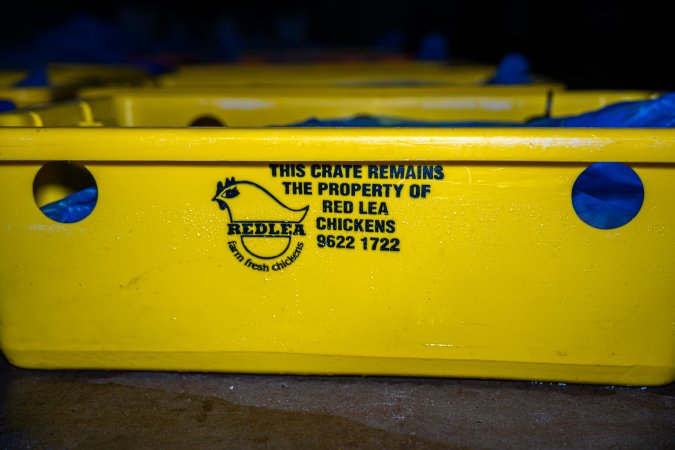 THIS CRATE REMAINS
THE PROPERTY OF
RED LEA
CHICKENS
9622 1722
REDLEA
Farm fresh chickens